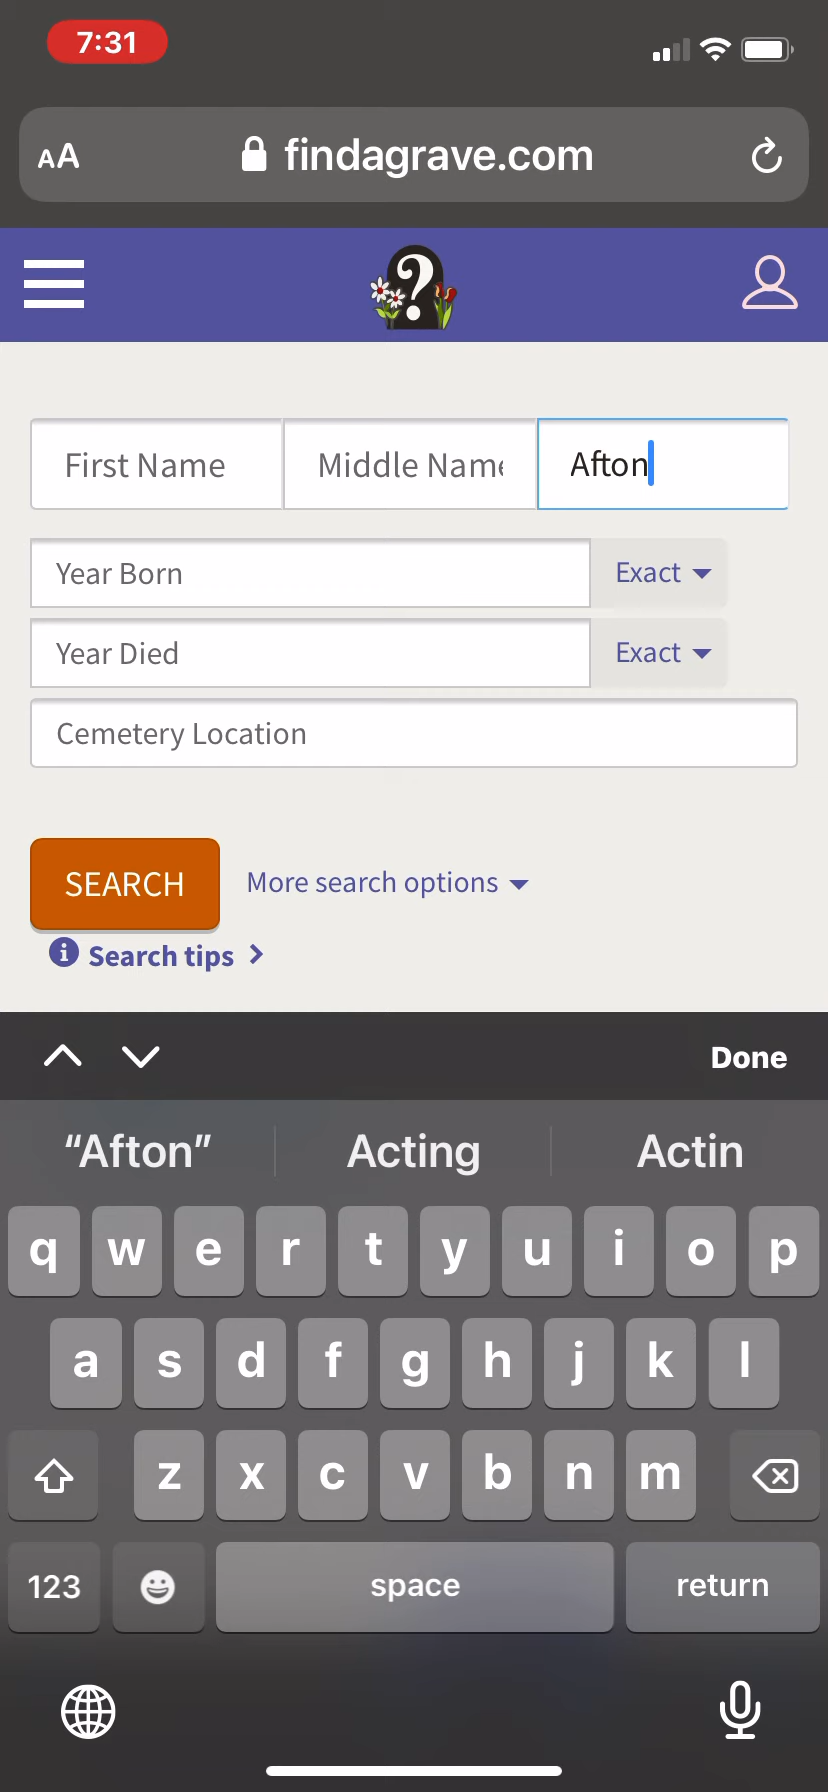 7:31
AA findagrave.com
First Name Middle Name Afton
Year Born Exact
Year Died Exact
Cemetery Location
SEARCH More search options
Search tips
Done
“Afton” Acting Actin
q w e r t y u i o p
a s d f g h j k l
z x c v b n m
123 space return